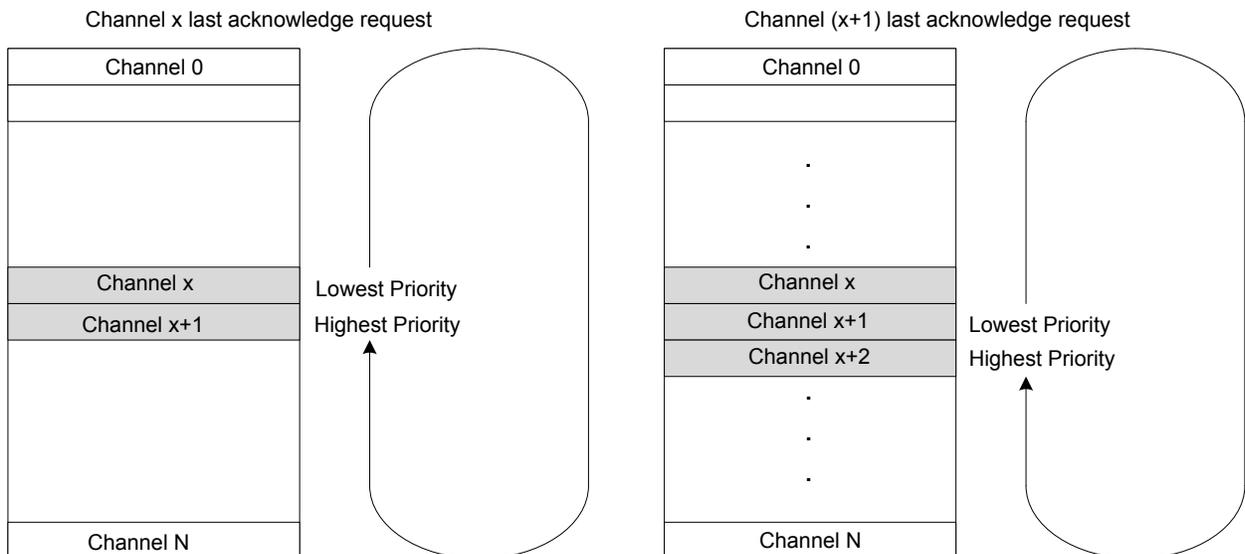 Channel x last acknowledge request
Channel 0
Channel x
Lowest Priority
Channel x+1
Highest Priority
Channel N
Channel (x+1) last acknowledge request
Channel 0
.
.
.
Channel x
Channel x+1
Lowest Priority
Channel x+2
Highest Priority
.
.
.
Channel N